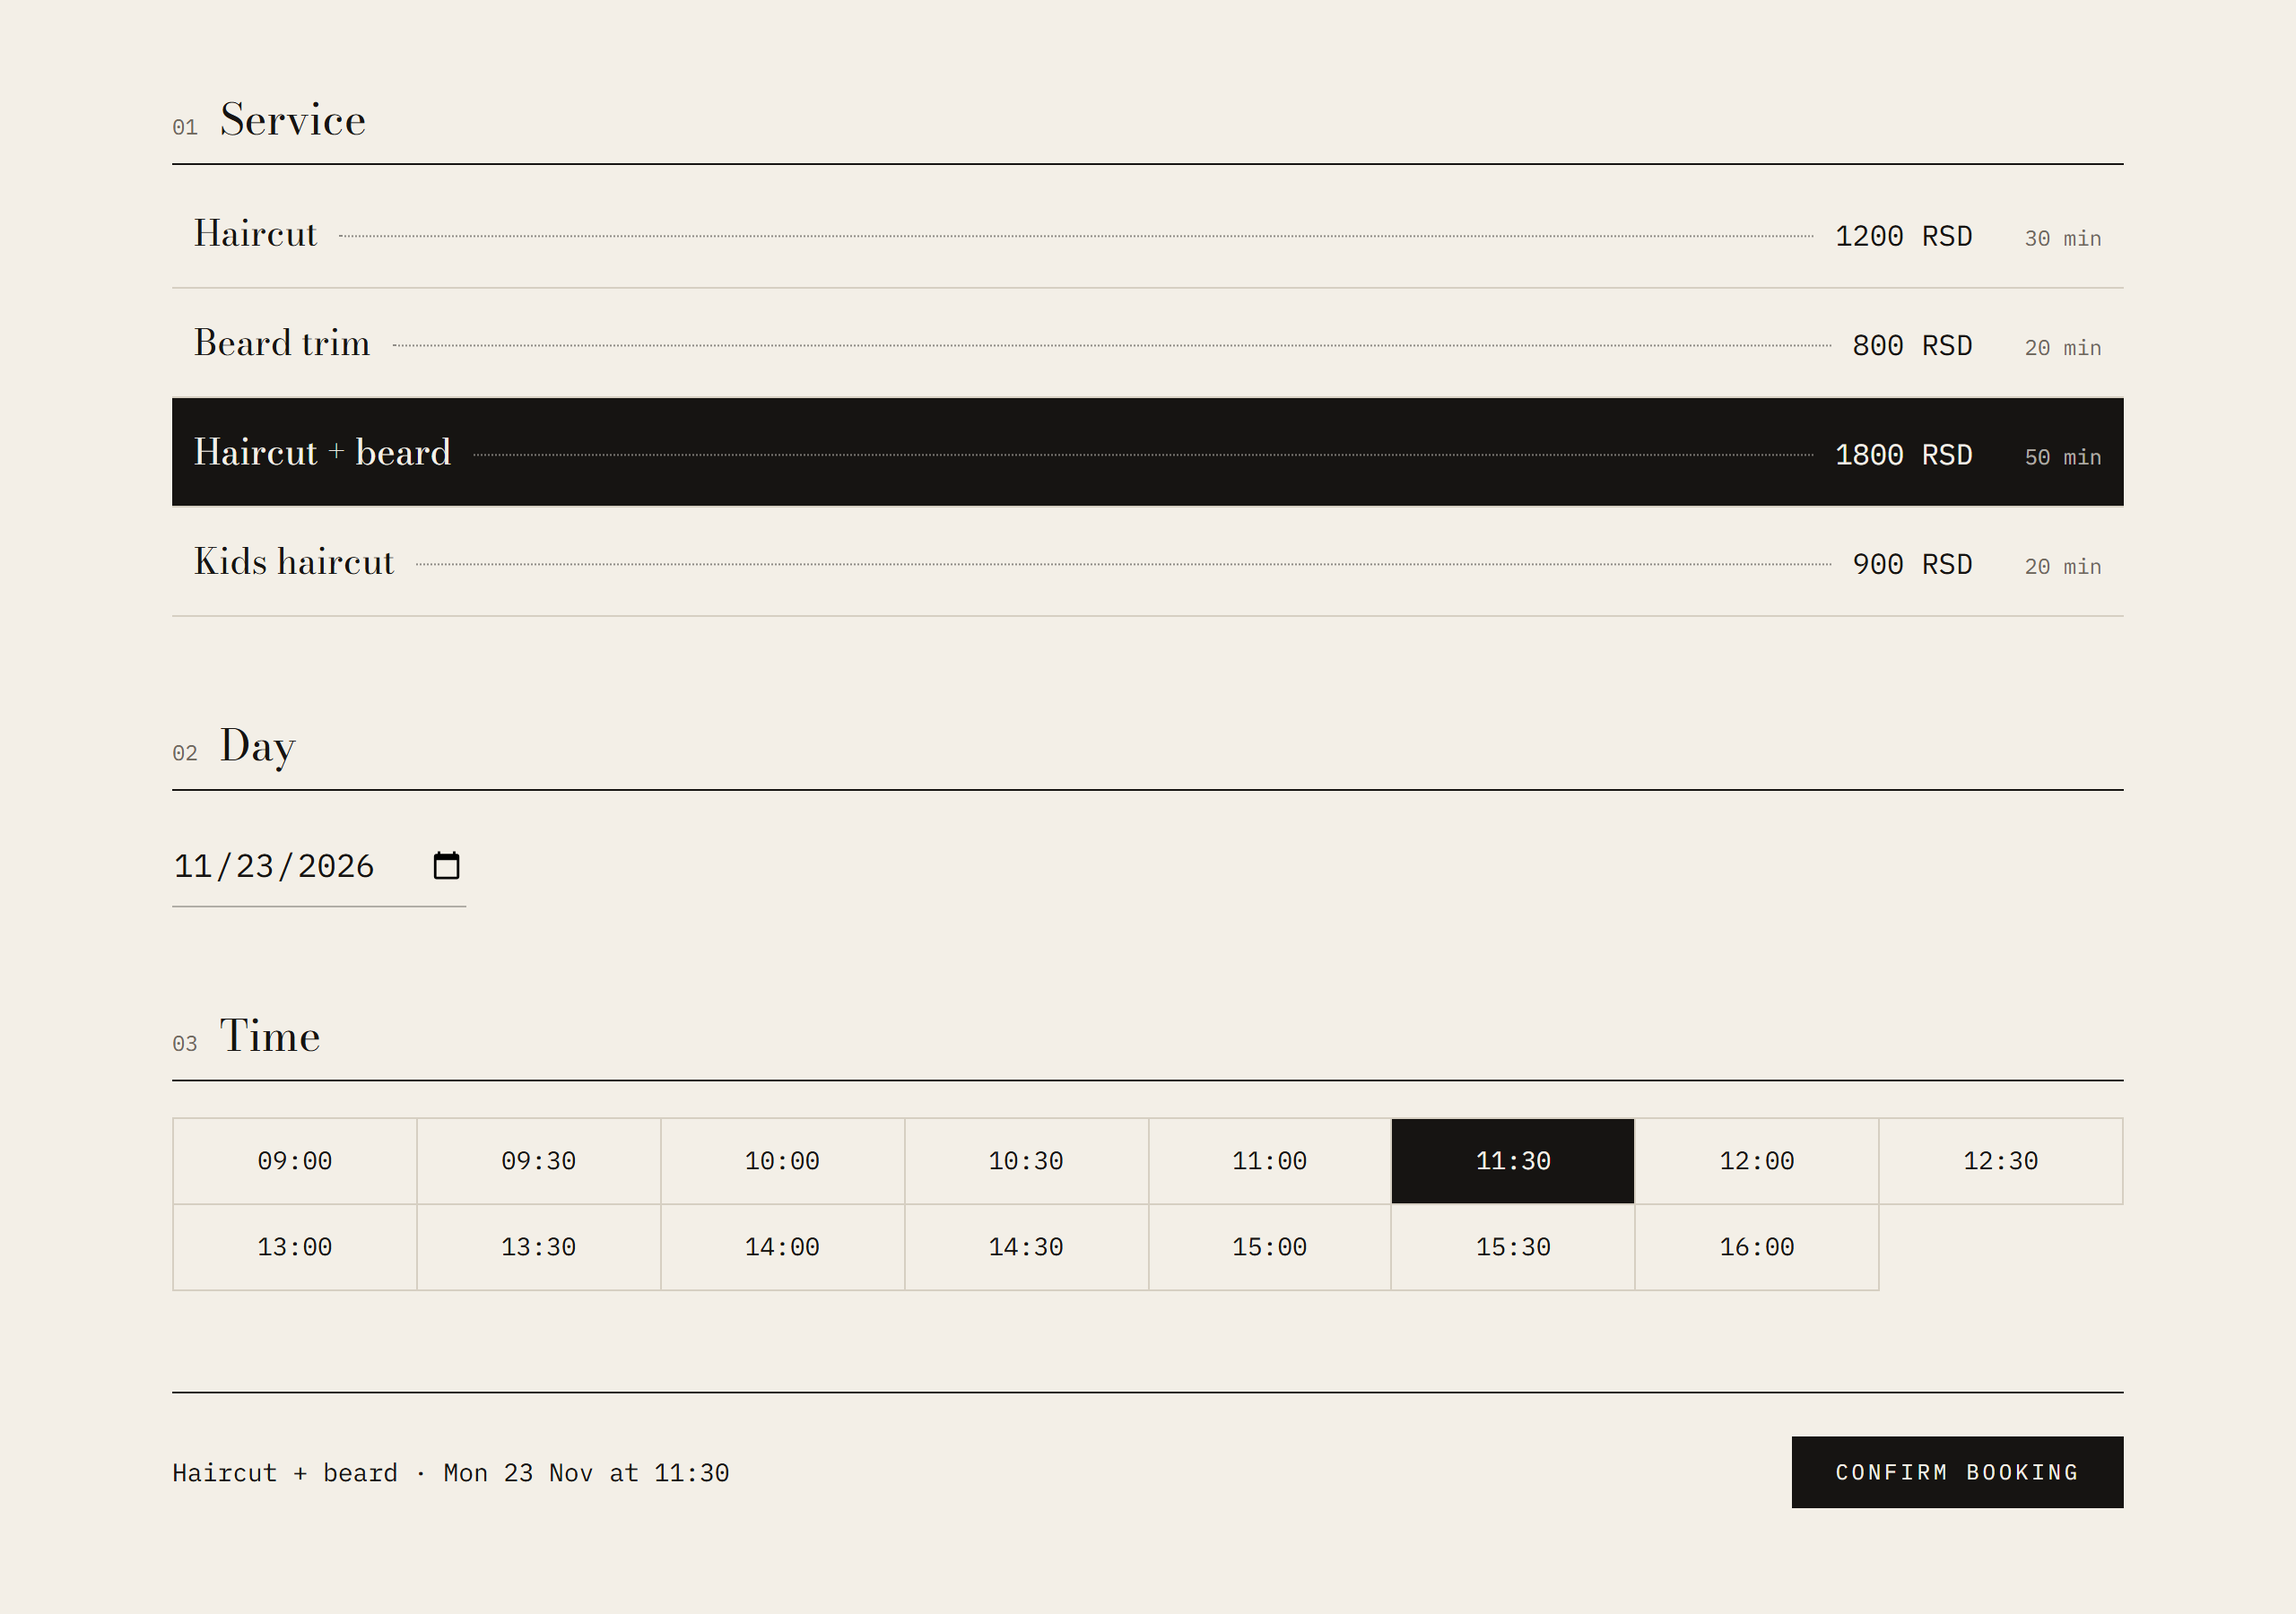 01 Service
Haircut 1200 RSD 30 min
Beard trim 800 RSD 20 min
Haircut + beard 1800 RSD 50 min
Kids haircut 900 RSD 20 min
02 Day
11/23/2026
03 Time
09:00 09:30 10:00 10:30 11:00 11:30 12:00 12:30
13:00 13:30 14:00 14:30 15:00 15:30 16:00
Haircut + beard · Mon 23 Nov at 11:30 CONFIRM BOOKING